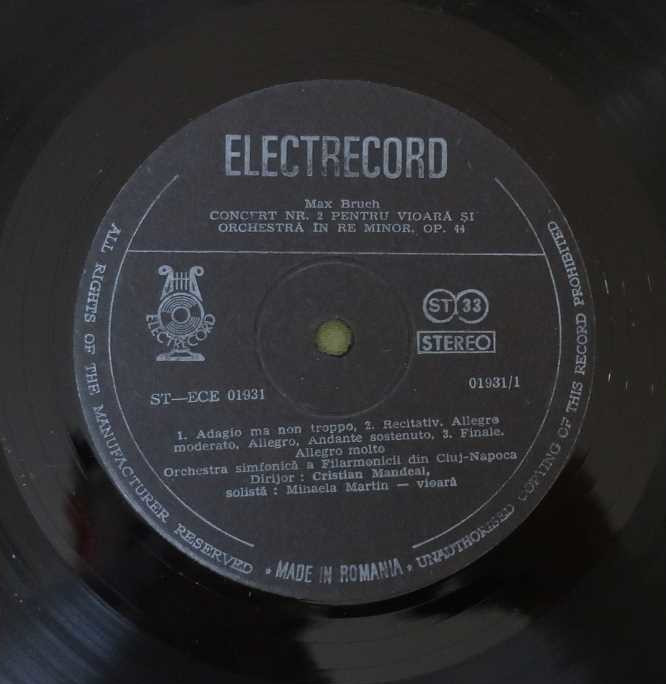 ELECTRECORD
Max Bruch
CONCERT NR. 2 PENTRU VIOARĂ ȘI
ORCHESTRĂ ÎN RE MINOR, OP. 44
ELECTRECORD
ST 33
STEREO
ST—ECE 01931
01931/1
1. Adagio ma non troppo, 2. Recitativ. Allegro
moderato, Allegro, Andante sostenuto, 3. Finale.
Allegro molto
Orchestra simfonică a Filarmonicii din Cluj-Napoca
Dirijor : Cristian Mandeal,
solistă : Mihaela Martin — vioară
ALL RIGHTS OF THE MANUFACTURER RESERVED * MADE IN ROMANIA * UNAUTHORISED COPYING OF THIS RECORD PROHIBITED